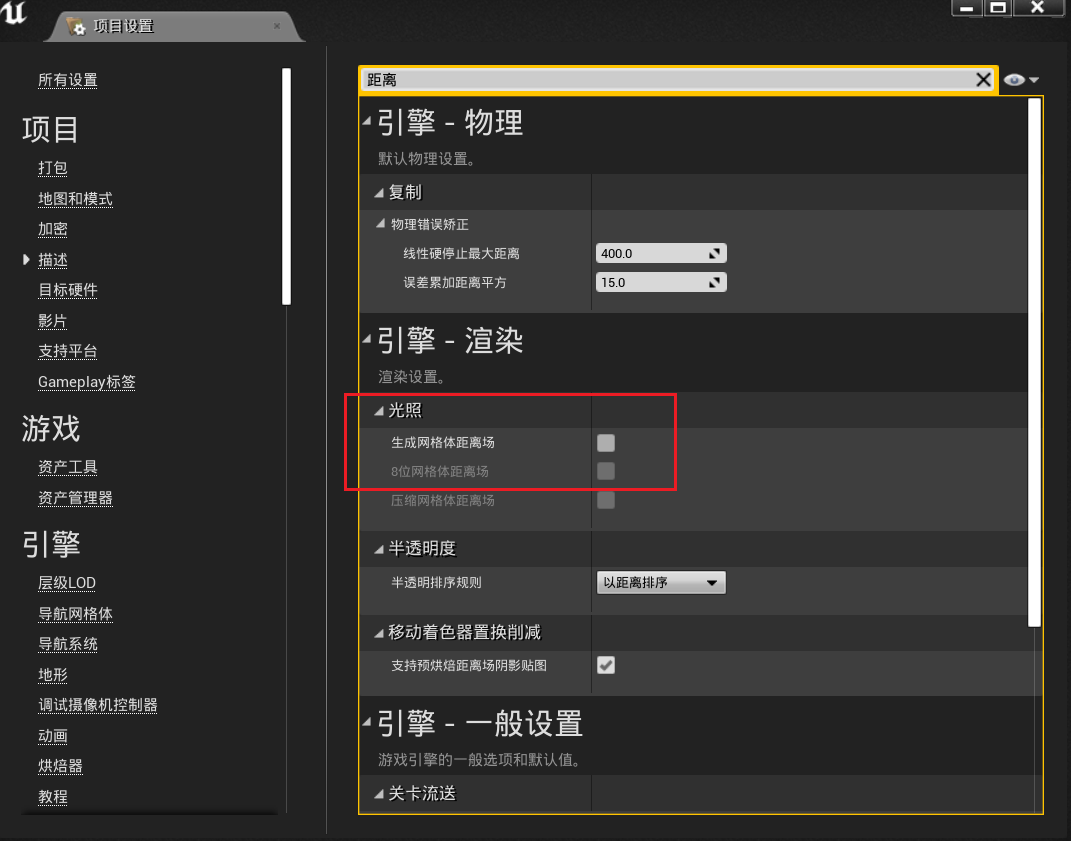 项目设置
所有设置
项目
打包
地图和模式
加密
描述
目标硬件
影片
支持平台
Gameplay标签
游戏
资产工具
资产管理器
引擎
层级LOD
导航网格体
导航系统
地形
调试摄像机控制器
动画
烘焙器
教程
距离
引擎 - 物理
默认物理设置。
复制
物理错误矫正
线性硬停止最大距离 400.0
误差累加距离平方 15.0
引擎 - 渲染
渲染设置。
光照
生成网格体距离场
8位网格体距离场
压缩网格体距离场
半透明度
半透明排序规则 以距离排序
移动着色器置换削减
支持预烘焙距离场阴影贴图
引擎 - 一般设置
游戏引擎的一般选项和默认值。
关卡流送